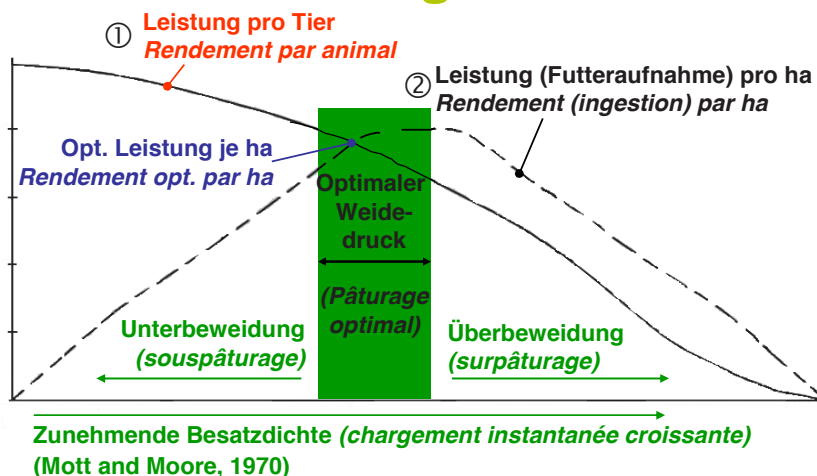 ① Leistung pro Tier
Rendement par animal
② Leistung (Futteraufnahme) pro ha
Rendement (ingestion) par ha
Opt. Leistung je ha
Rendement opt. par ha
Optimaler
Weide-
druck
(Pâturage
optimal)
Unterbeweidung
(souspâturage)
Überbeweidung
(surpâturage)
Zunehmende Besatzdichte (chargement instantanée croissante)
(Mott and Moore, 1970)